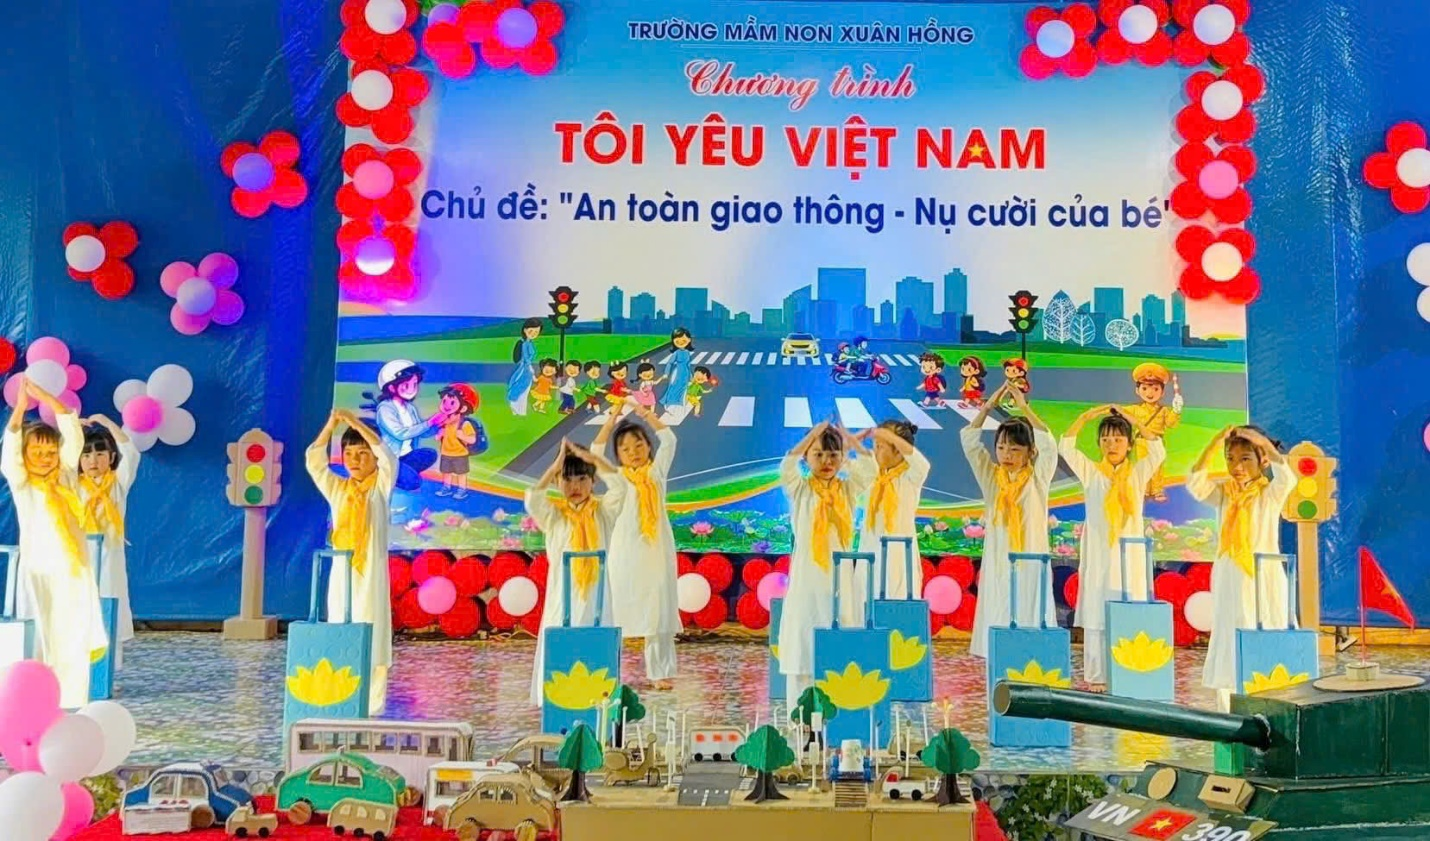 TRƯỜNG MẦM NON XUÂN HỒNG
Chương trình
TÔI YÊU VIỆT NAM
Chủ đề: "An toàn giao thông - Nụ cười của bé"
VN 390